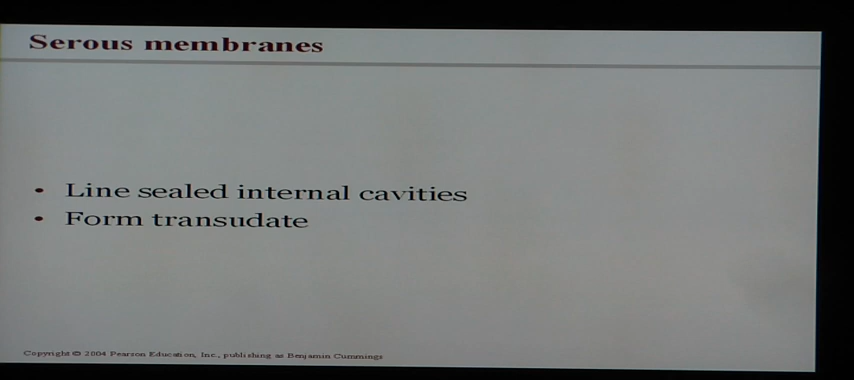 Serous membranes
• Line sealed internal cavities
• Form transudate
Copyright © 2004 Pearson Education, Inc., publishing as Benjamin Cummings